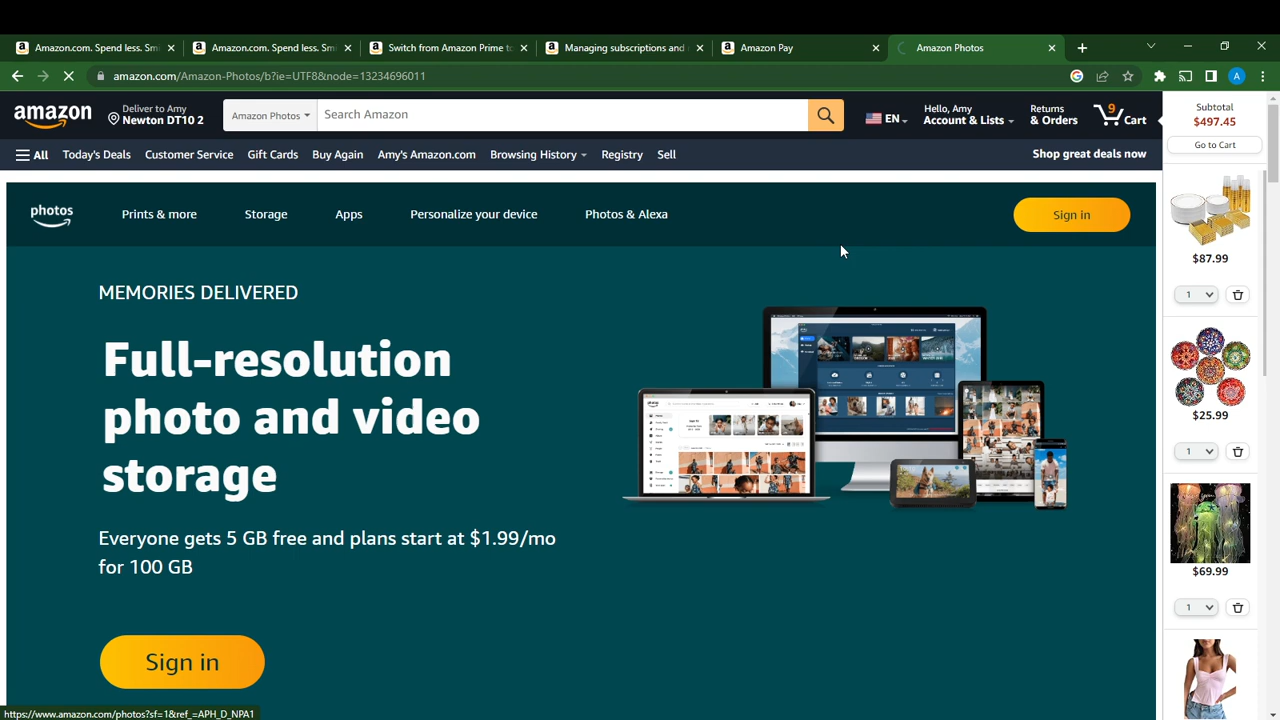 Amazon.com. Spend less. Smi
Amazon.com. Spend less. Smi
Switch from Amazon Prime to
Managing subscriptions and
Amazon Pay
Amazon Photos
amazon.com/Amazon-Photos/b?ie=UTF8&node=13234696011
A
amazon
Deliver to Amy
Newton DT10 2
Amazon Photos
Search Amazon
EN
Hello, Amy
Account & Lists
Returns
& Orders
9
Cart
All
Today's Deals
Customer Service
Gift Cards
Buy Again
Amy's Amazon.com
Browsing History
Registry
Sell
Shop great deals now
Subtotal
$497.45
Go to Cart
photos
Prints & more
Storage
Apps
Personalize your device
Photos & Alexa
Sign in
MEMORIES DELIVERED
Full-resolution
photo and video
storage
Everyone gets 5 GB free and plans start at $1.99/mo
for 100 GB
Sign in
$87.99
1
$25.99
1
$69.99
1
https://www.amazon.com/photos?sf=1&ref_=APH_D_NPA1